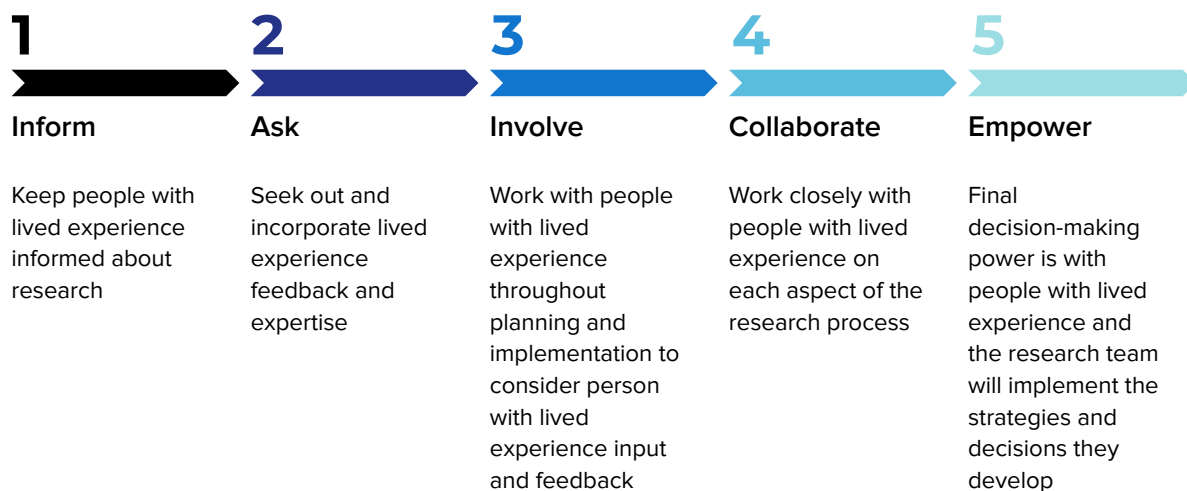 1
Inform
Keep people with
lived experience
informed about
research
2
Ask
Seek out and
incorporate lived
experience
feedback and
expertise
3
Involve
Work with people
with lived
experience
throughout
planning and
implementation to
consider person
with lived
experience input
and feedback
4
Collaborate
Work closely with
people with lived
experience on
each aspect of the
research process
5
Empower
Final
decision-making
power is with
people with lived
experience and
the research team
will implement the
strategies and
decisions they
develop